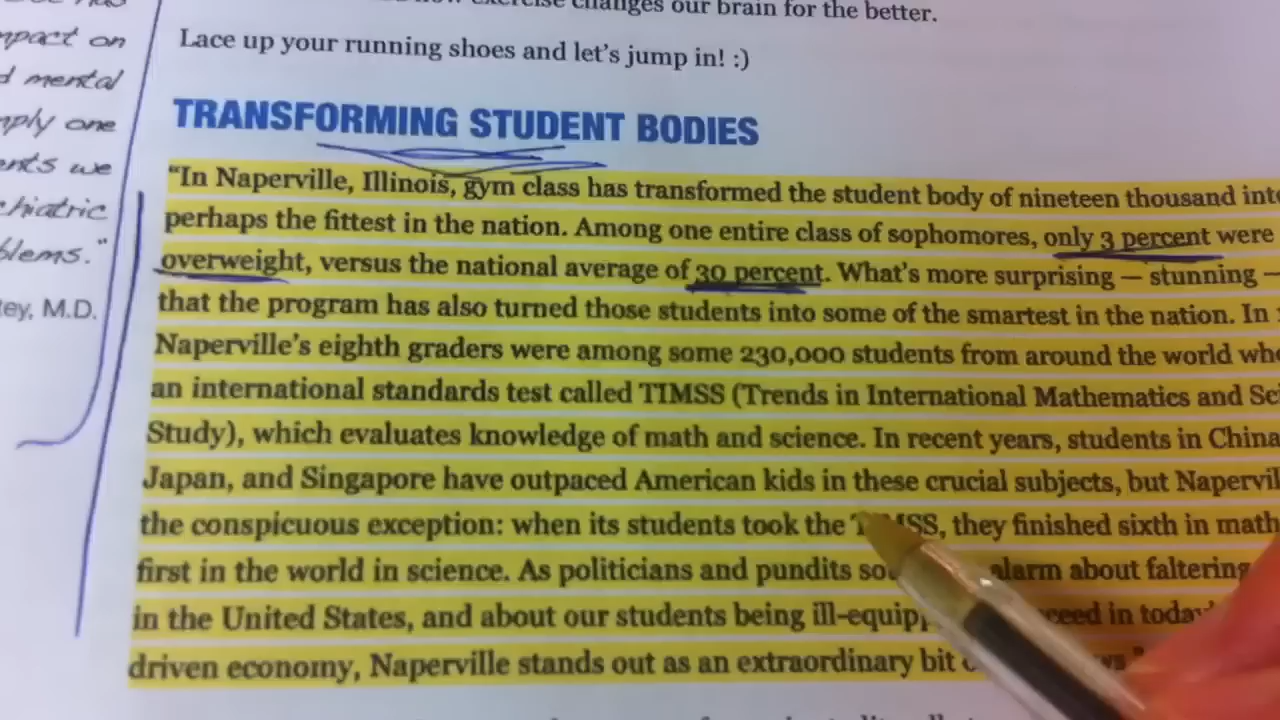 changes our brain for the better.
mpact on
Lace up your running shoes and let's jump in! :)
mental
mply one
TRANSFORMING STUDENT BODIES
ents we
"In Naperville, Illinois, gym class has transformed the student body of nineteen thousand into
chiatric
perhaps the fittest in the nation. Among one entire class of sophomores, only 3 percent were
blems."
overweight, versus the national average of 30 percent. What's more surprising — stunning —
ey, M.D.
that the program has also turned those students into some of the smartest in the nation. In
Naperville's eighth graders were among some 230,000 students from around the world who
an international standards test called TIMSS (Trends in International Mathematics and Sc
Study), which evaluates knowledge of math and science. In recent years, students in China
Japan, and Singapore have outpaced American kids in these crucial subjects, but Napervil
the conspicuous exception: when its students took the TIMSS, they finished sixth in math
first in the world in science. As politicians and pundits so alarm about faltering
in the United States, and about our students being ill-equipp ceed in today'
driven economy, Naperville stands out as an extraordinary bit